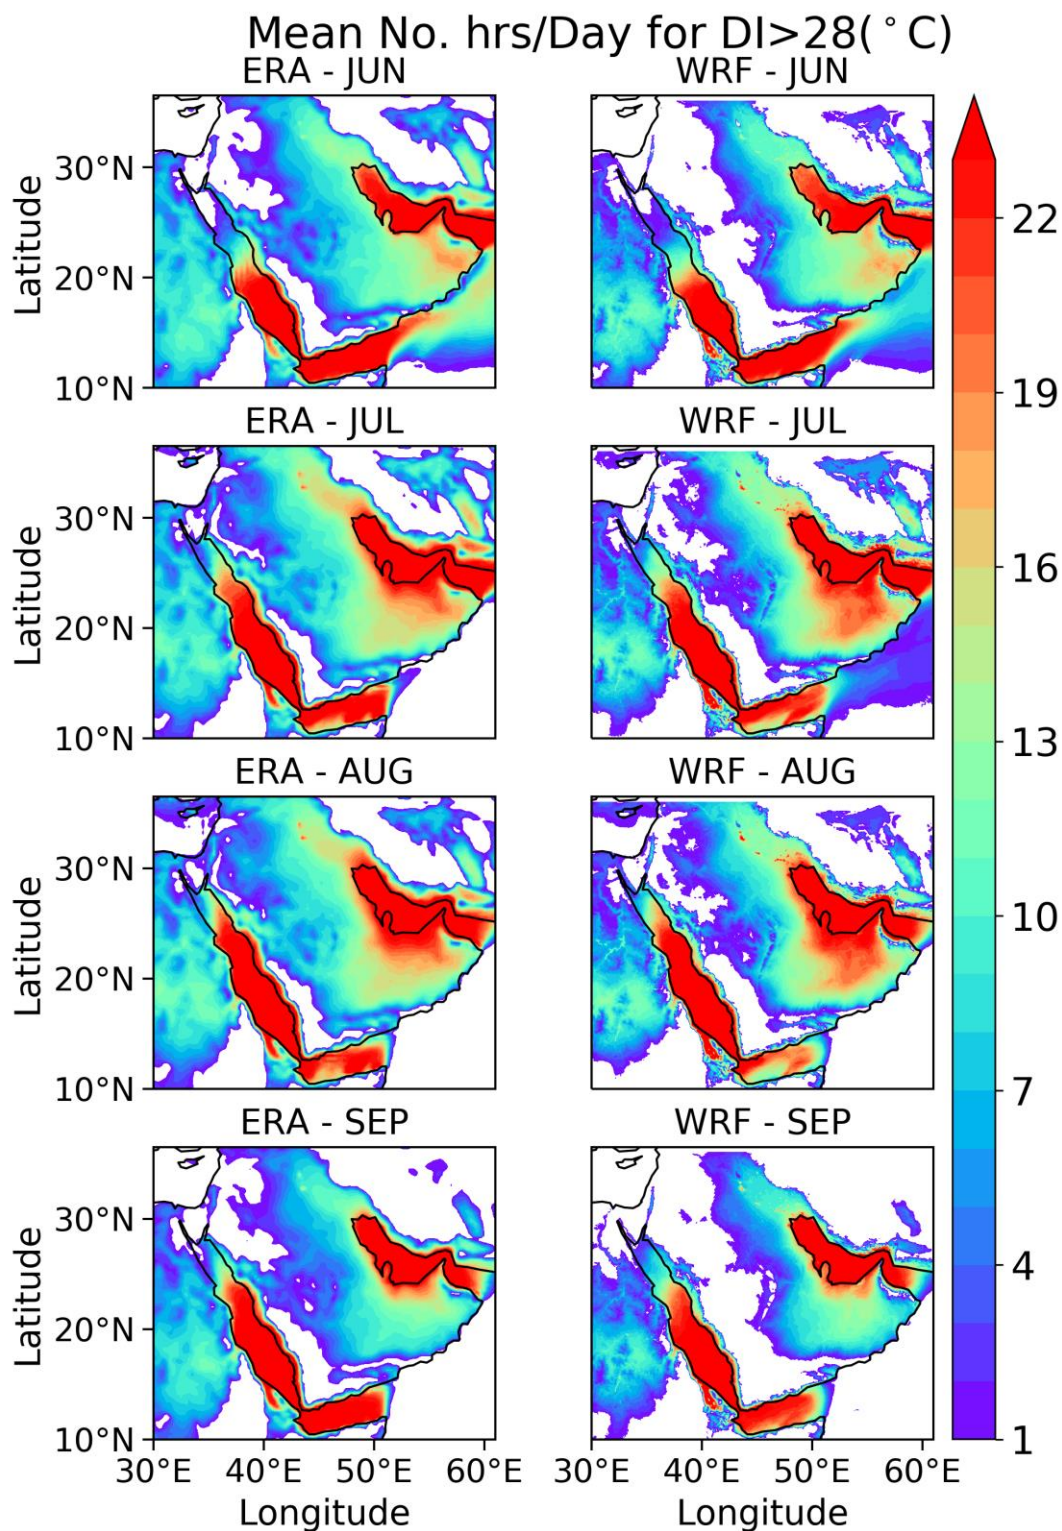 Mean No. hrs/Day for DI>28(°C)
ERA - JUN
WRF - JUN
Latitude
30°N
20°N
10°N
ERA - JUL
WRF - JUL
Latitude
30°N
20°N
10°N
ERA - AUG
WRF - AUG
Latitude
30°N
20°N
10°N
ERA - SEP
WRF - SEP
Latitude
30°N
20°N
10°N
30°E 40°E 50°E 60°E
30°E 40°E 50°E 60°E
Longitude
Longitude
22
19
16
13
10
7
4
1